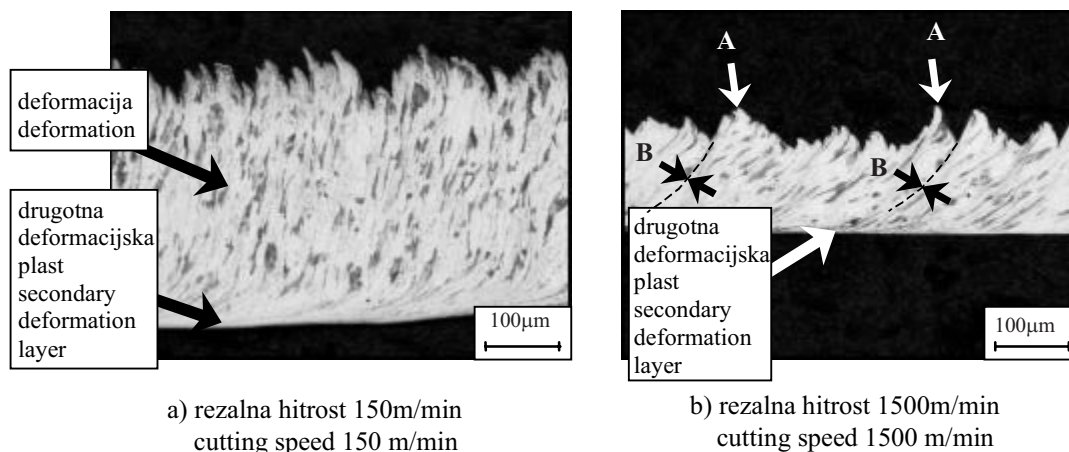 deformacija
deformation
drugotna
deformacijska
plast
secondary
deformation
layer
100µm
a) rezalna hitrost 150m/min
cutting speed 150 m/min
A
A
B
B
drugotna
deformacijska
plast
secondary
deformation
layer
100µm
b) rezalna hitrost 1500m/min
cutting speed 1500 m/min